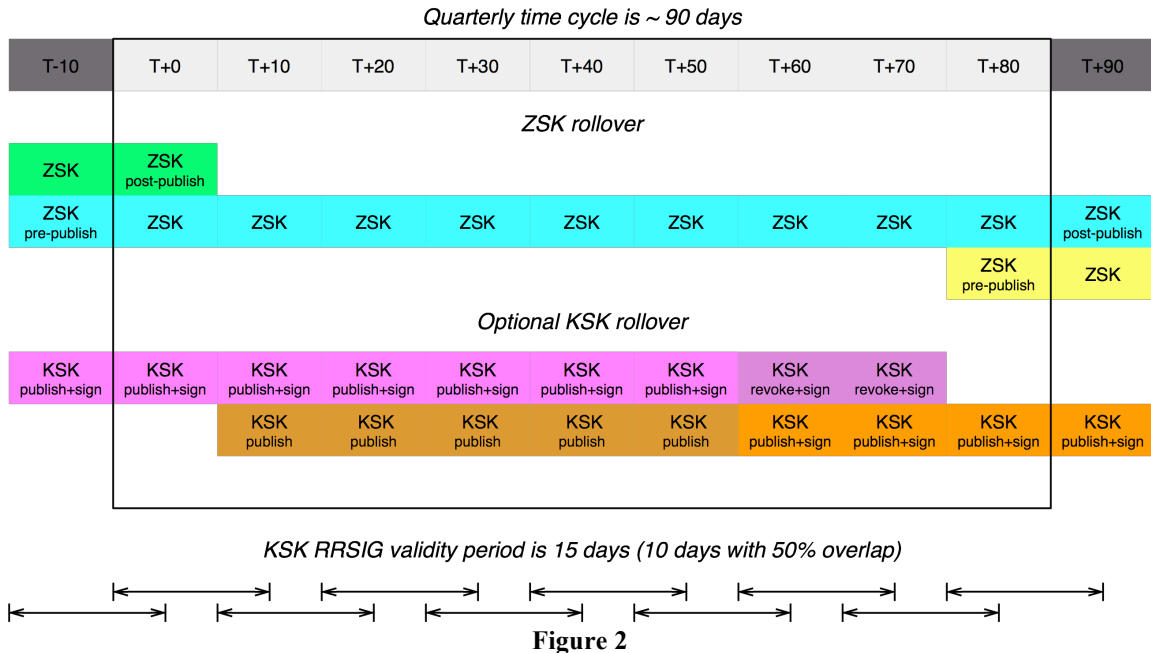 Quarterly time cycle is ~ 90 days
T-10 T+0 T+10 T+20 T+30 T+40 T+50 T+60 T+70 T+80 T+90
ZSK rollover
ZSK ZSK
post-publish
ZSK ZSK ZSK ZSK ZSK ZSK ZSK ZSK ZSK ZSK ZSK
pre-publish post-publish
ZSK ZSK
pre-publish
Optional KSK rollover
KSK KSK KSK KSK KSK KSK KSK KSK KSK
publish+sign publish+sign publish+sign publish+sign publish+sign publish+sign publish+sign revoke+sign revoke+sign
KSK KSK KSK KSK KSK KSK KSK KSK KSK
publish publish publish publish publish publish+sign publish+sign publish+sign publish+sign
KSK RRSIG validity period is 15 days (10 days with 50% overlap)
Figure 2